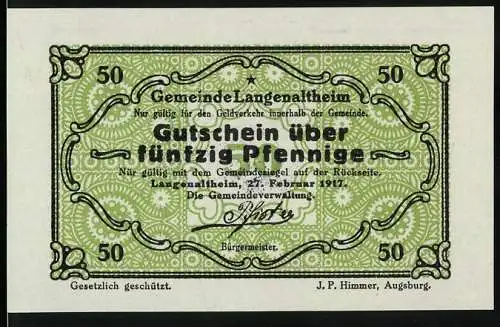 50 50
Gemeinde Langenaltheim
Nur gültig für den Geldverkehr innerhalb der Gemeinde.
Gutschein über
fünfzig Pfennige
Nur gültig mit dem Gemeindesiegel auf der Rückseite.
Langenaltheim, 27. Februar 1917.
Die Gemeindeverwaltung.
50 50
Bürgermeister.
Gesetzlich geschützt. J. P. Himmer, Augsburg.